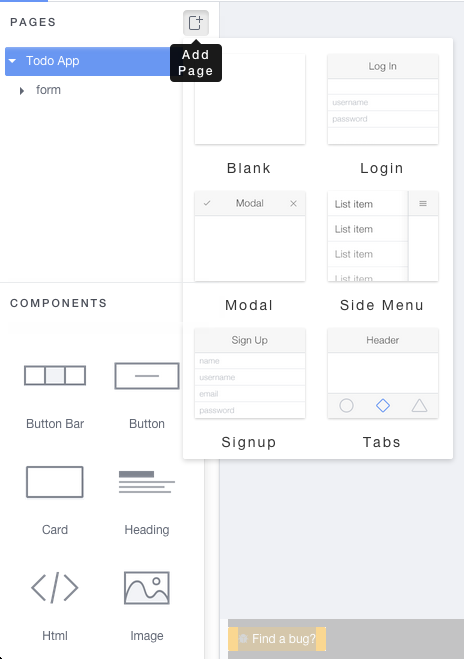 PAGES
Add
Page
Todo App
form
Log In
username
password
Blank
Login
Modal
List item
List item
List item
List item
Modal
Side Menu
Sign Up
name
username
email
password
Header
Signup
Tabs
COMPONENTS
Button Bar
Button
Card
Heading
Html
Image
Find a bug?